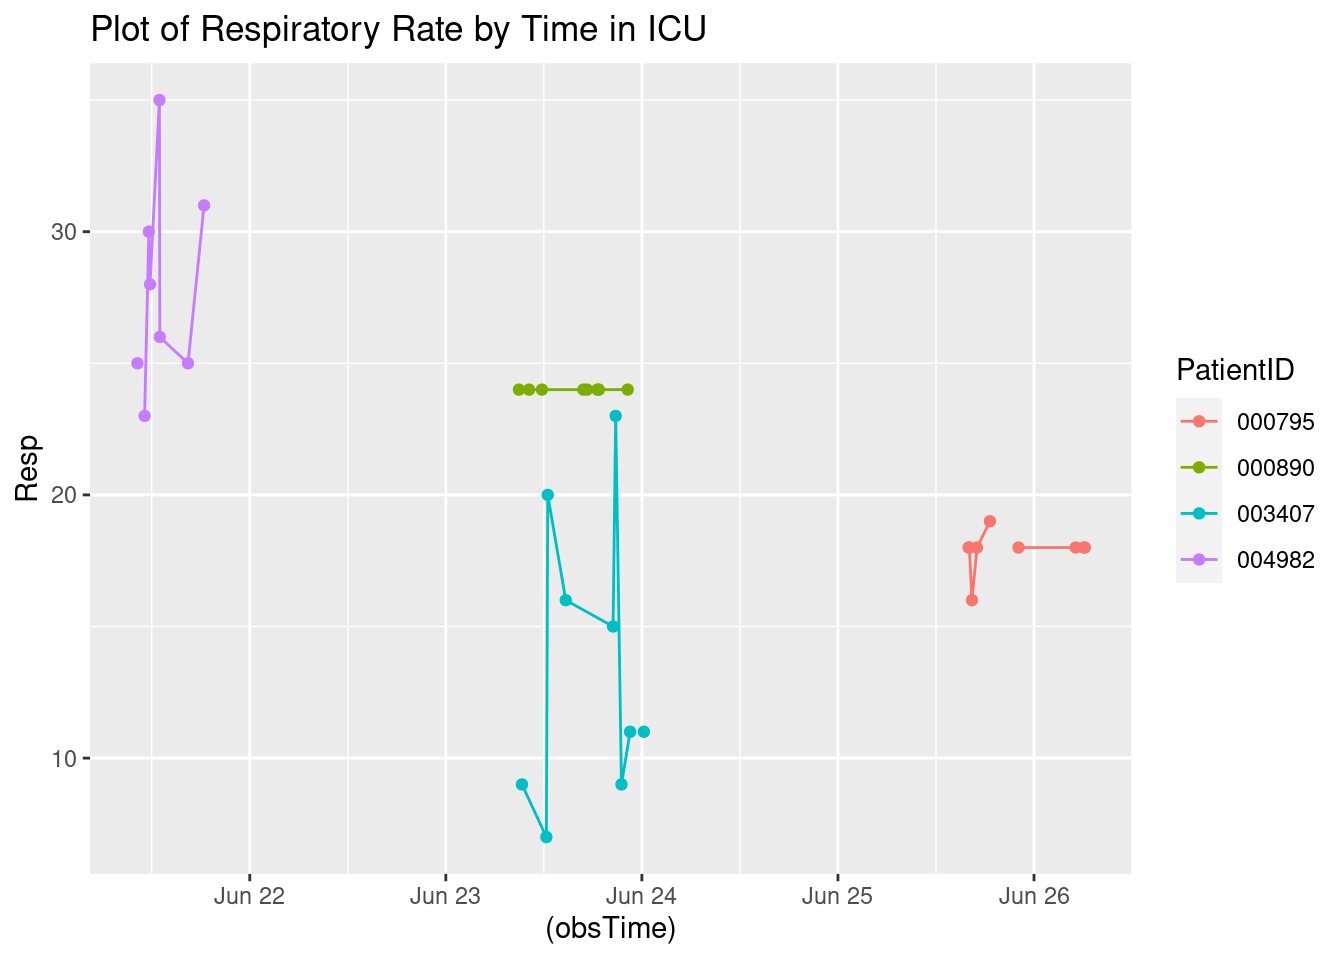 Plot of Respiratory Rate by Time in ICU
30
20
10
Resp
Jun 22 Jun 23 Jun 24 Jun 25 Jun 26
(obsTime)
PatientID
000795
000890
003407
004982